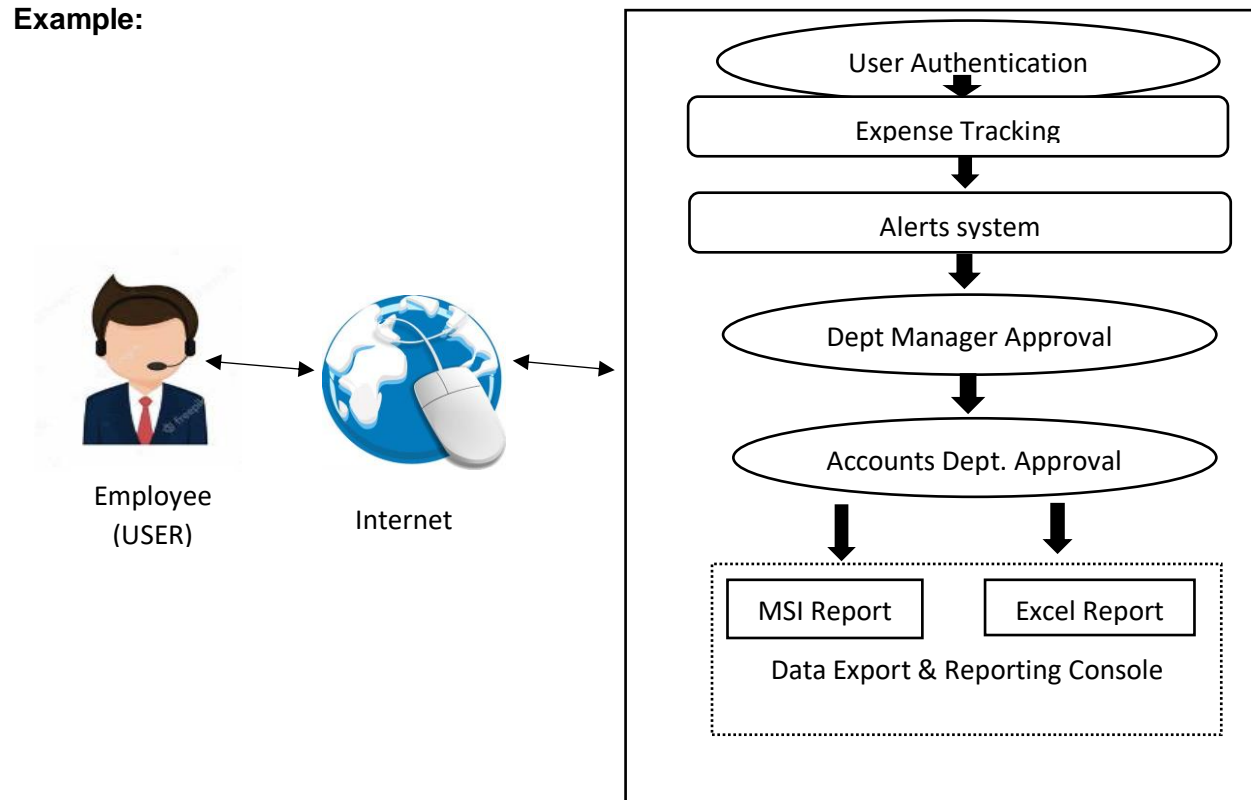 Example:
User Authentication
Expense Tracking
Alerts system
Dept Manager Approval
Accounts Dept. Approval
Employee
(USER)
Internet
MSI Report
Excel Report
Data Export & Reporting Console